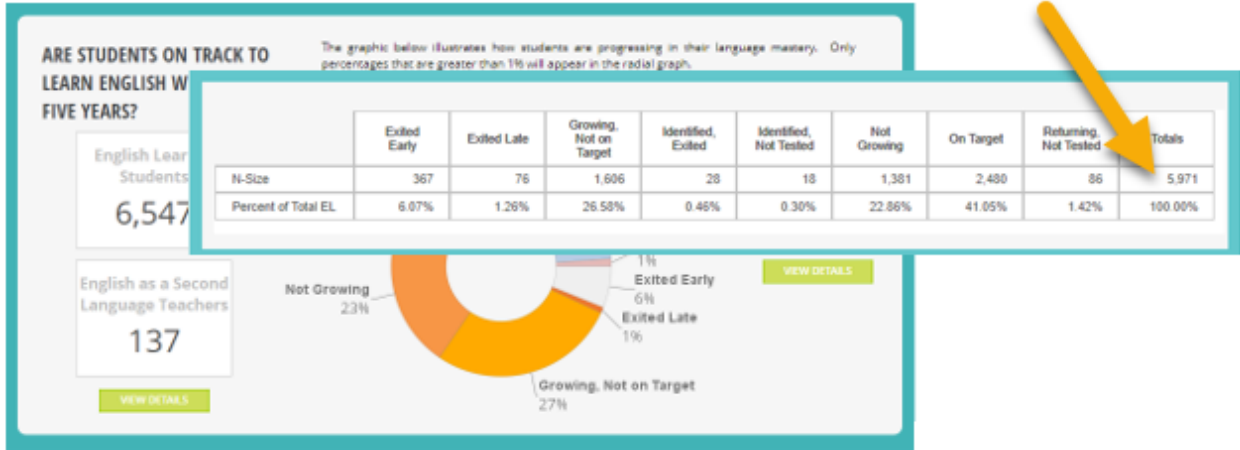 ARE STUDENTS ON TRACK TO
LEARN ENGLISH W
FIVE YEARS?
The graphic below illustrates how students are progressing in their language mastery. Only
percentages that are greater than 1% will appear in the radial graph.
English Lear
Students
6,547
English as a Second
Language Teachers
137
VIEW DETAILS
Exited Early Exited Late Growing, Not on Target Identified, Exited Identified, Not Tested Not Growing On Target Returning, Not Tested Totals
N-Size 367 76 1,606 28 18 1,381 2,480 86 5,971
Percent of Total EL 6.07% 1.26% 26.58% 0.46% 0.30% 22.86% 41.05% 1.42% 100.00%
1%
Exited Early
6%
Exited Late
1%
Not Growing
23%
Growing, Not on Target
27%
VIEW DETAILS